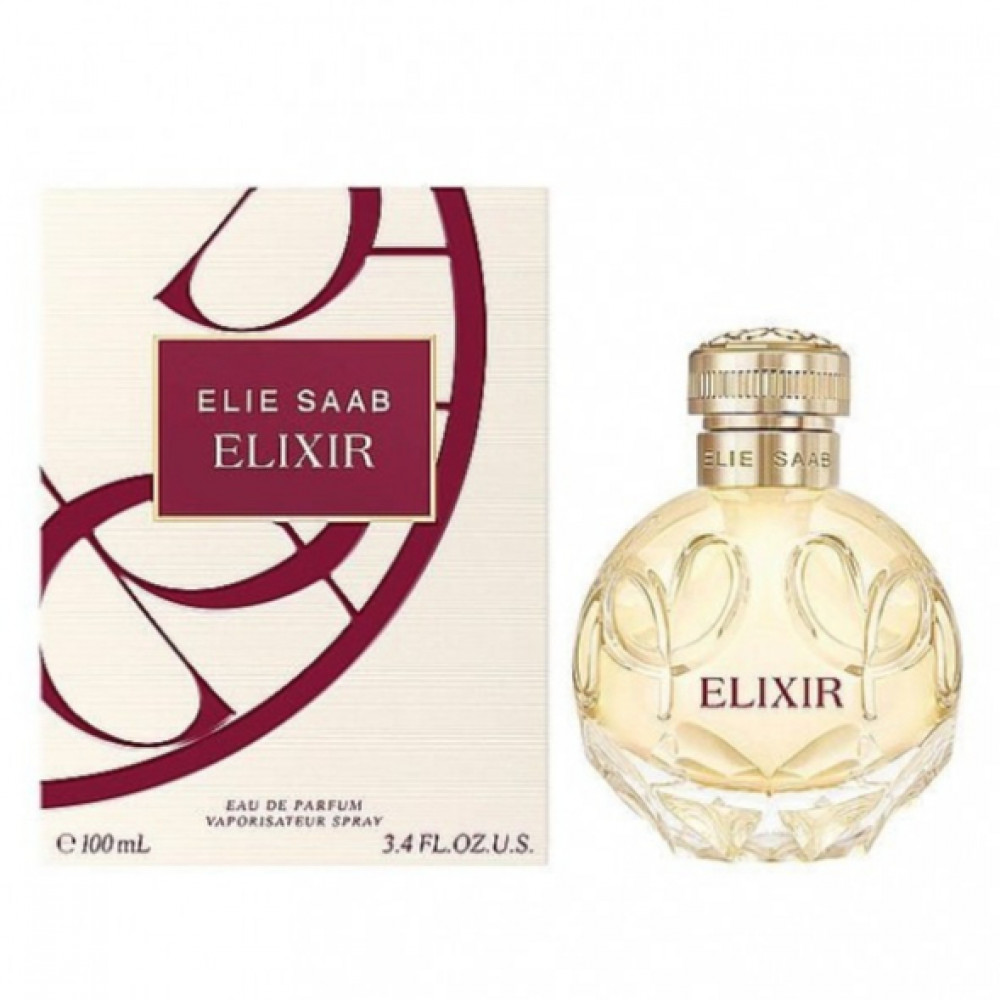 ELIE SAAB
ELIXIR
EAU DE PARFUM
VAPORISATEUR SPRAY
℮ 100 mL
3.4 FL.OZ.U.S.
ELIE SAAB
ELIXIR